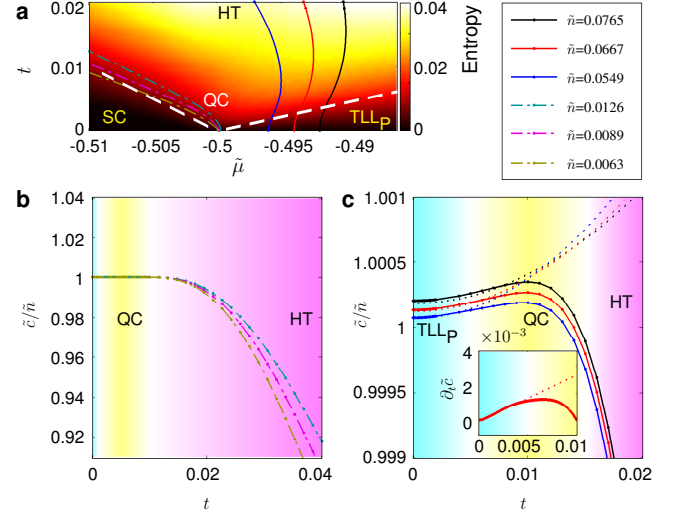 a
0.02
0.01
0
t
HT
QC
SC
TLL_P
-0.51
-0.505
-0.5
-0.495
-0.49
μ̃
0.04
0.02
0
Entropy
ñ=0.0765
ñ=0.0667
ñ=0.0549
ñ=0.0126
ñ=0.0089
ñ=0.0063
b
1.04
1.02
1
0.98
0.96
0.94
0.92
c̃/ñ
QC
HT
0
0.02
0.04
t
c
1.001
1.0005
1
0.9995
0.999
c̃/ñ
TLL_P
QC
HT
×10⁻³
4
2
0
∂ₜc̃
0
0.005
0.01
0
0.01
0.02
t